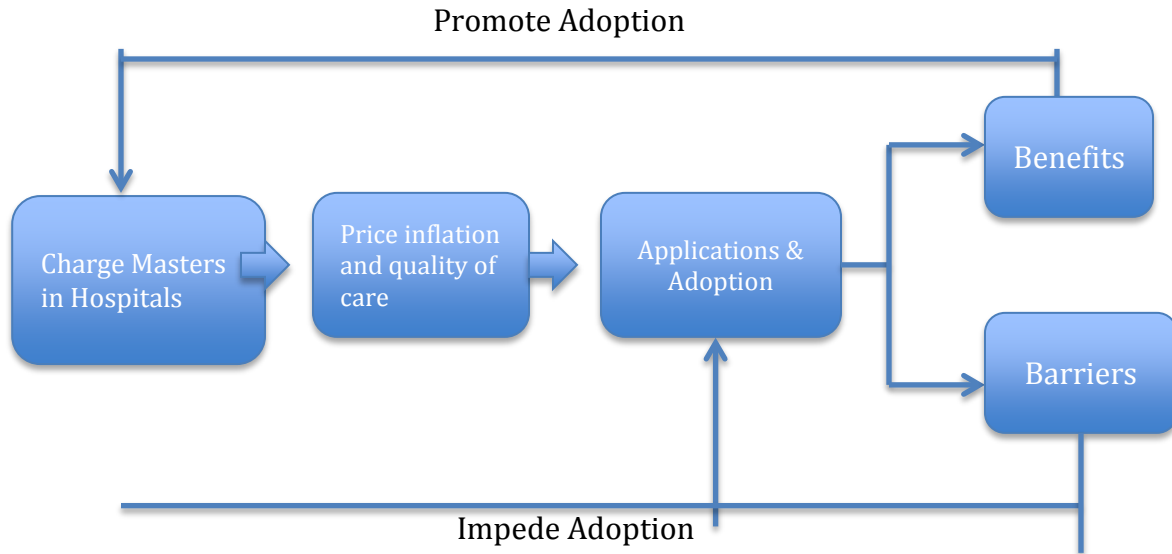 Promote Adoption
Benefits
Charge Masters
in Hospitals
Price inflation
and quality of
care
Applications &
Adoption
Barriers
Impede Adoption